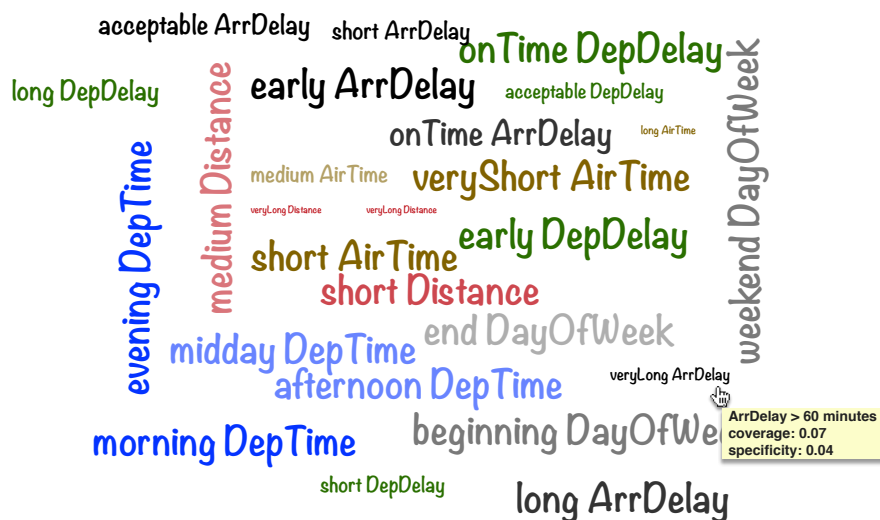 acceptable ArrDelay
short ArrDelay
onTime DepDelay
long DepDelay
early ArrDelay
acceptable DepDelay
medium Distance
weekend DayOfWeek
onTime ArrDelay
long AirTime
evening DepTime
medium AirTime
veryShort AirTime
veryLong Distance
veryLong Distance
short AirTime
early DepDelay
short Distance
end DayOfWeek
midday DepTime
afternoon DepTime
veryLong ArrDelay
ArrDelay > 60 minutes
coverage: 0.07
specificity: 0.04
morning DepTime
beginning DayOfWee
short DepDelay
long ArrDelay